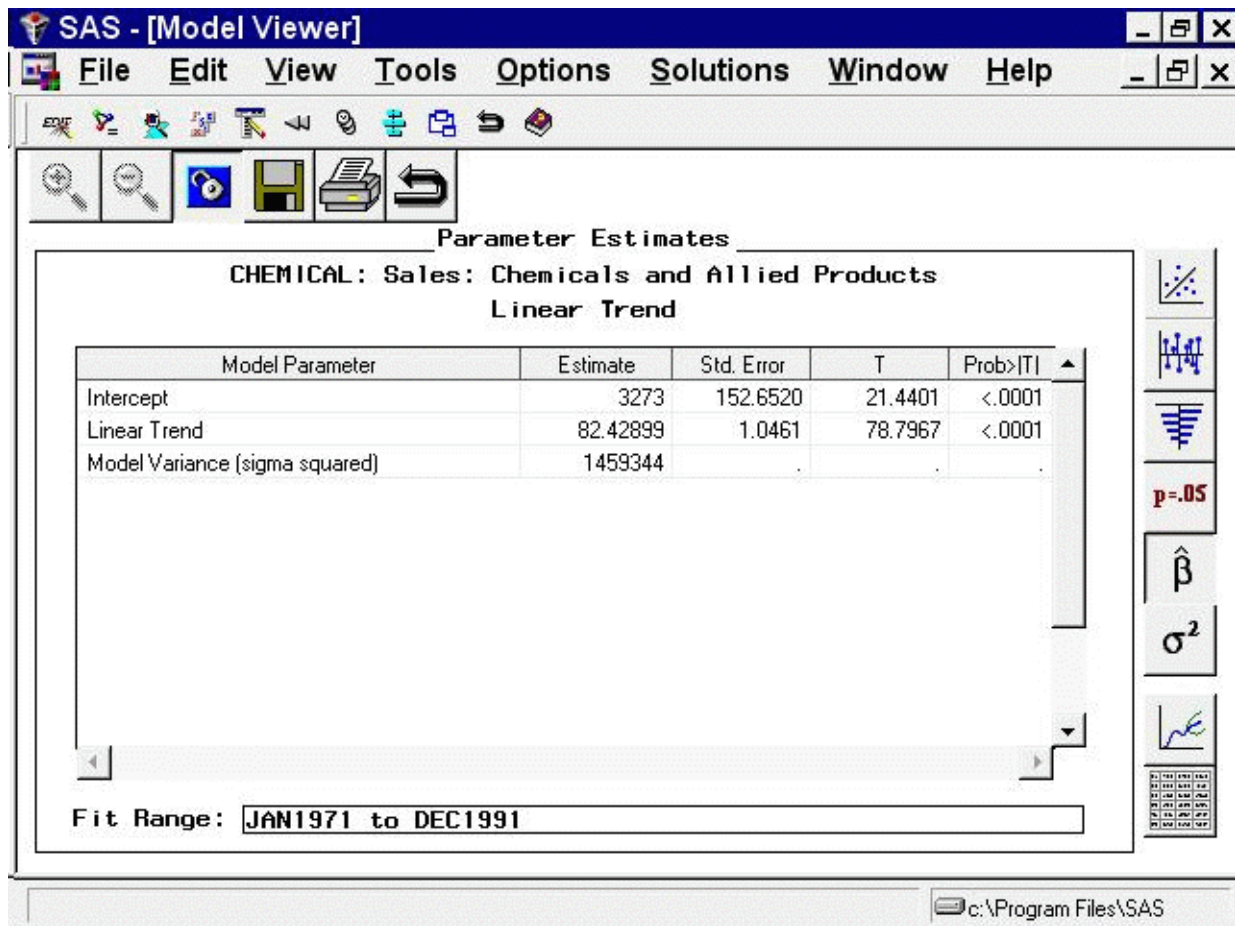 SAS - [Model Viewer]
File Edit View Tools Options Solutions Window Help
Parameter Estimates
CHEMICAL: Sales: Chemicals and Allied Products
Linear Trend
Model Parameter Estimate Std. Error T Prob>|T|
Intercept 3273 152.6520 21.4401 <.0001
Linear Trend 82.42899 1.0461 78.7967 <.0001
Model Variance (sigma squared) 1459344 . . .
p=.05
β̂
σ²
Fit Range: JAN1971 to DEC1991
c:\Program Files\SAS